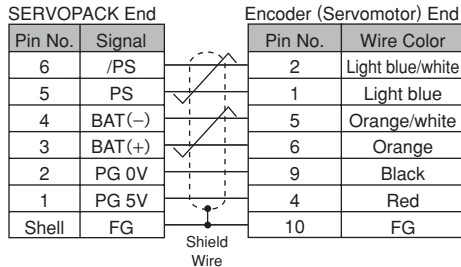 SERVOPACK End Encoder (Servomotor) End
Pin No. Signal Pin No. Wire Color
6 /PS 2 Light blue/white
5 PS 1 Light blue
4 BAT(−) 5 Orange/white
3 BAT(+) 6 Orange
2 PG 0V 9 Black
1 PG 5V 4 Red
Shell FG 10 FG
Shield
Wire